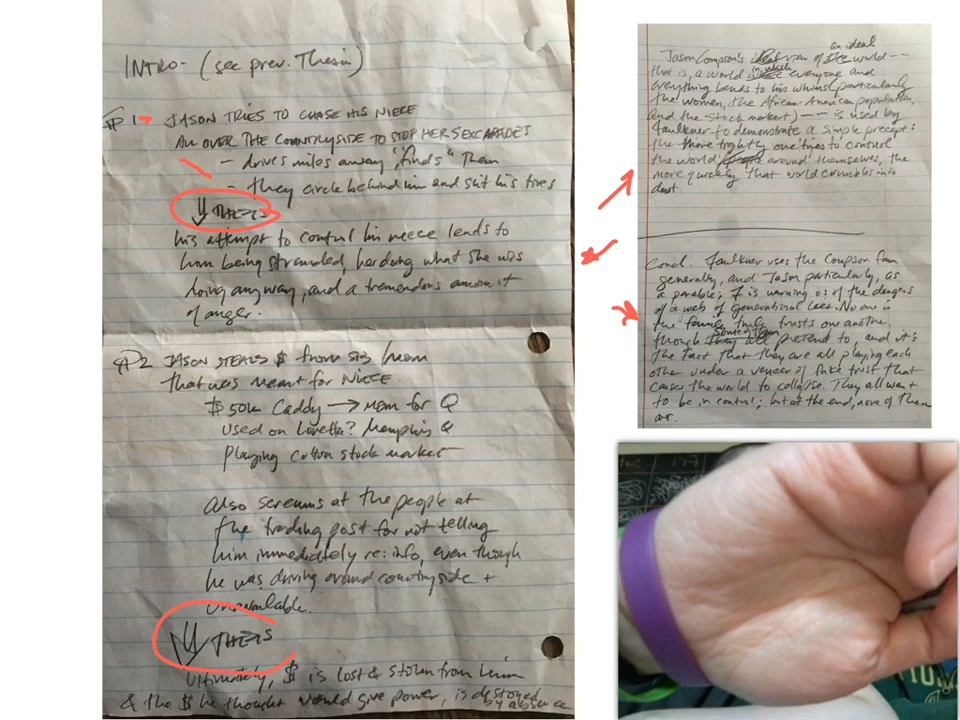 INTRO- (see prev. Thesis)
¶ 1- JASON TRIES TO CHASE HIS NIECE
ALL OVER THE COUNTRYSIDE TO STOP HER SEXCAPADES
- drives miles away "finds" them
- they circle behind him and slit his tires
THESIS
his attempt to control his niece leads to
him being stranded, her doing what she was
doing anyway, and a tremendous amount
of anger.
¶ 2 JASON STEALS $ from his mom
that was meant for NIECE
$50k Caddy → mom for Q
used on Loretta? Memphis Q
playing cotton stock market
Also screams at the people at
the trading post for not telling
him immediately re: info, even though
he was driving around countryside +
unavailable.
THESIS
Ultimately, $ is lost & stolen from him
& the $ he thought would give power, is destroyed
by absence
an ideal
Jason Compson's view of world --
that is, a world in which everyone and
everything bends to his whims (particularly
the women, the African-American population,
and the stock market) -- is used by
Faulkner to demonstrate a simple precept:
the more tightly one tries to control
the world around themselves, the
more quickly that world crumbles into
dust.
Concl. Faulkner uses the Compson fam
generally, and Jason particularly, as
a parable; F is warning us of the dangers
of a web of generational lies. No one in
the family trusts one another,
some of them
though pretend to, and it's
the fact that they are all playing each
other under a veneer of fake trust that
causes the world to collapse. They all want
to be in control; but at the end, none of them
are.